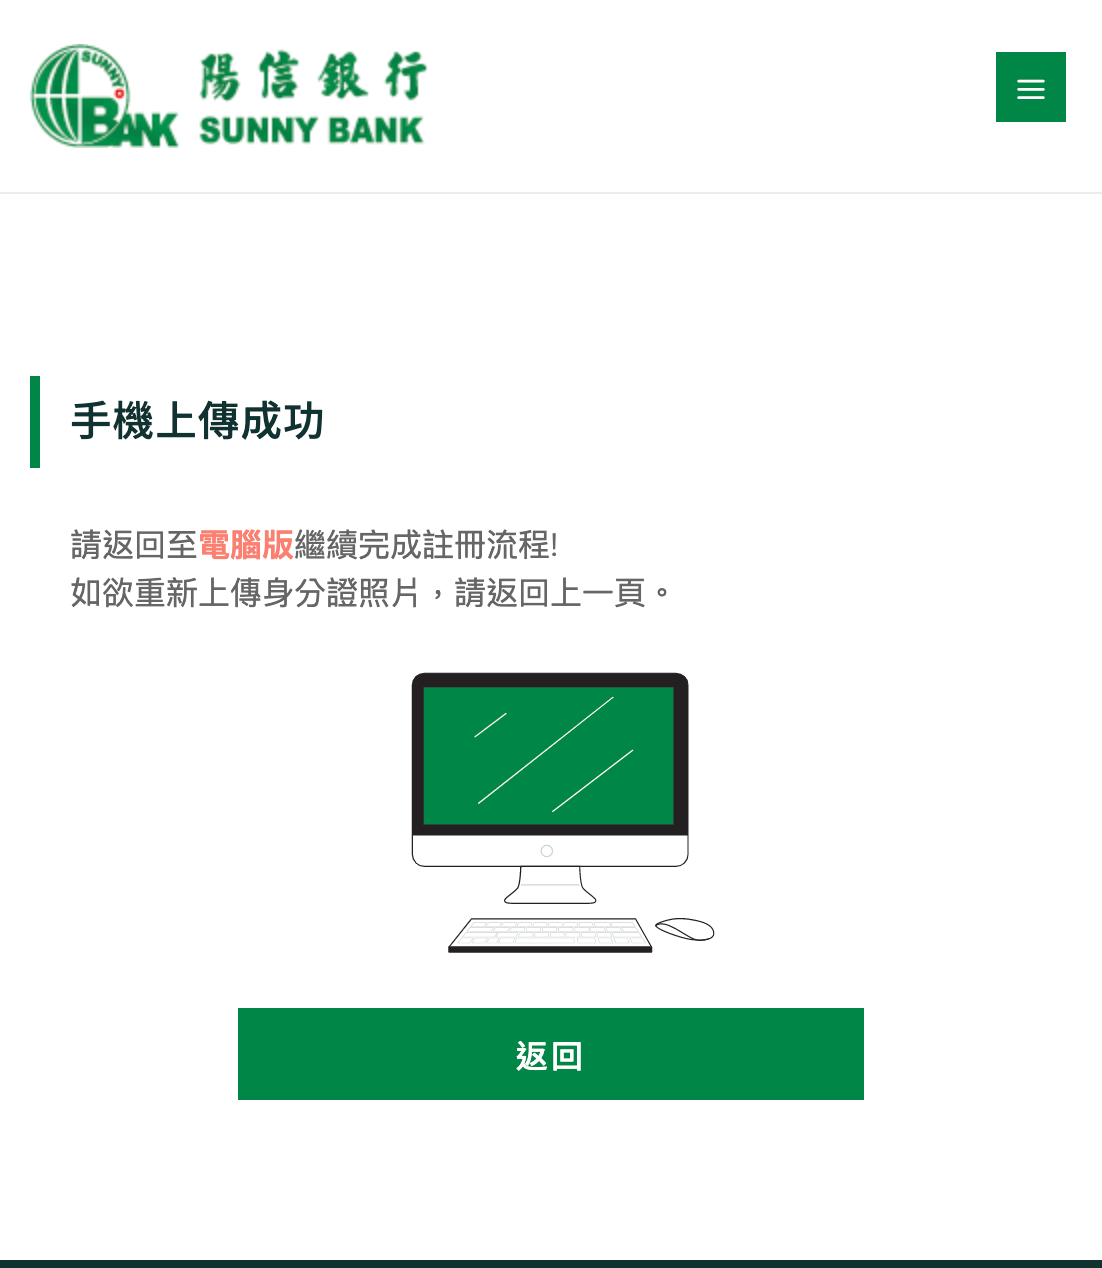 SUNNY
BANK
陽信銀行
SUNNY BANK
手機上傳成功
請返回至電腦版繼續完成註冊流程!
如欲重新上傳身分證照片，請返回上一頁。
返回